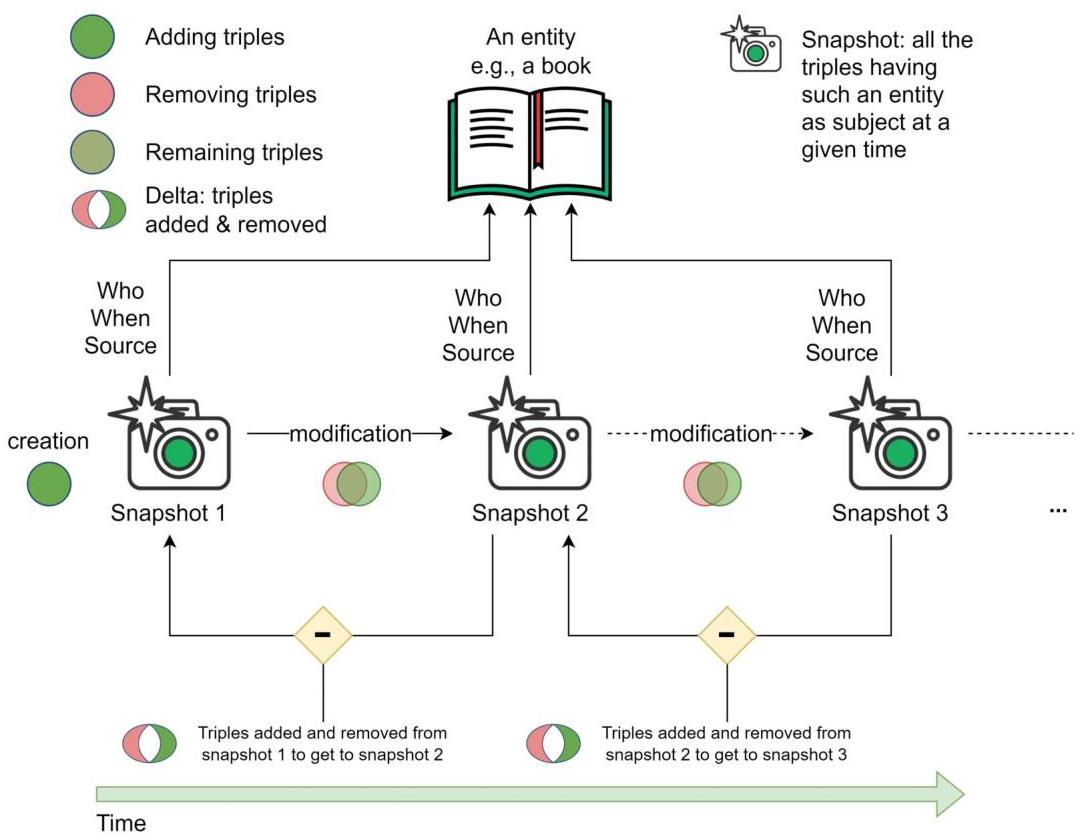 Adding triples
Removing triples
Remaining triples
Delta: triples
added & removed
An entity
e.g., a book
Snapshot: all the
triples having
such an entity
as subject at a
given time
Who
When
Source
Who
When
Source
Who
When
Source
creation
modification
modification
Snapshot 1
Snapshot 2
Snapshot 3
...
-
-
Triples added and removed from
snapshot 1 to get to snapshot 2
Triples added and removed from
snapshot 2 to get to snapshot 3
Time